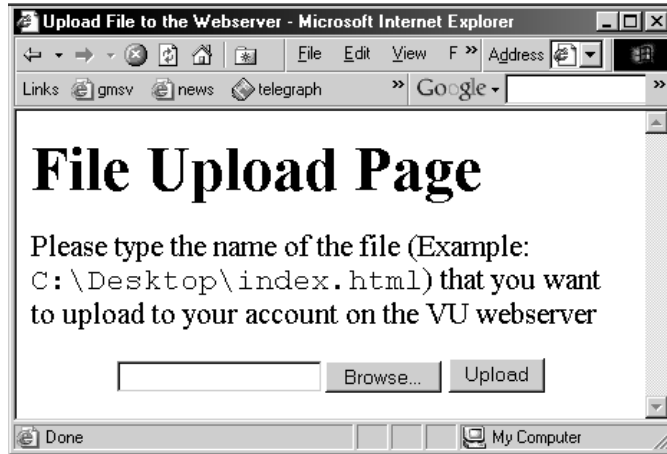 Upload File to the Webserver - Microsoft Internet Explorer
File Edit View F » Address
Links gmsv news telegraph » Google »
File Upload Page
Please type the name of the file (Example:
C:\Desktop\index.html) that you want
to upload to your account on the VU webserver
Browse... Upload
Done My Computer